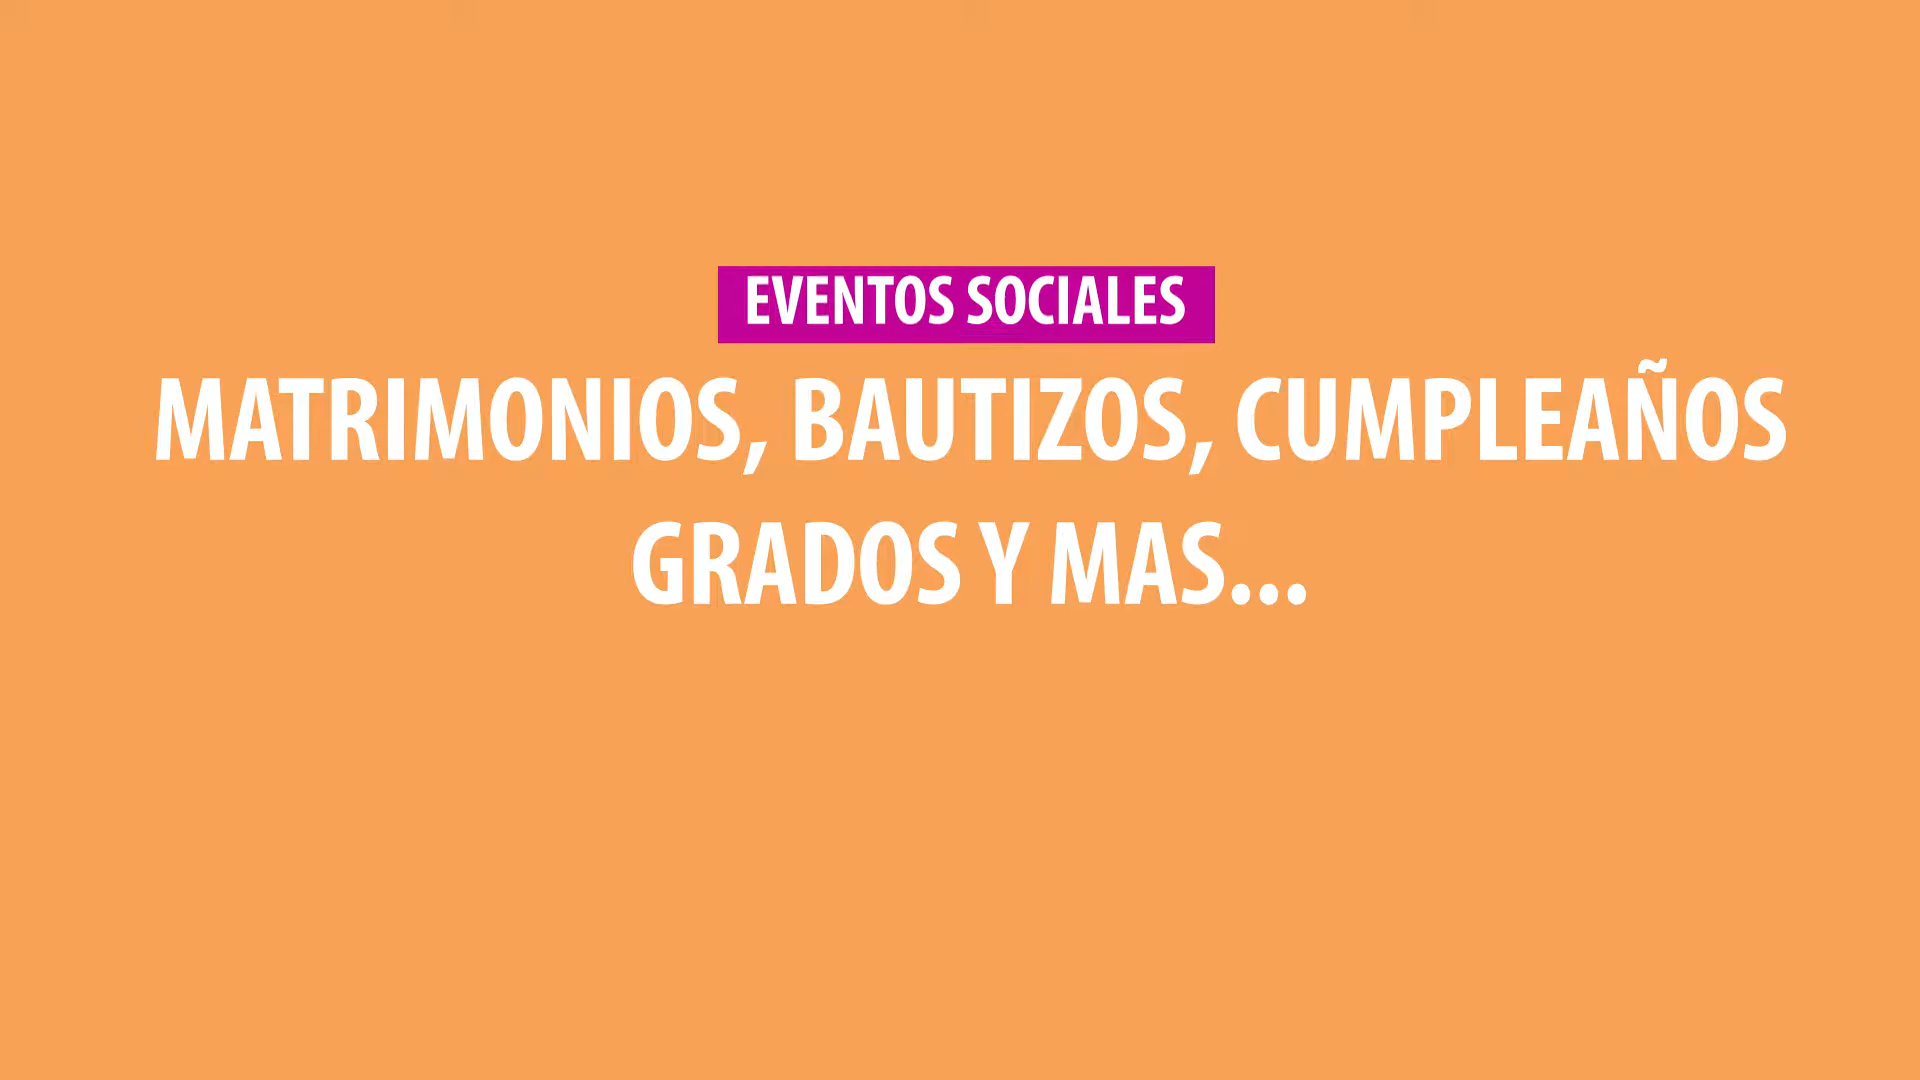 EVENTOS SOCIALES
MATRIMONIOS, BAUTIZOS, CUMPLEAÑOS
GRADOS Y MAS...